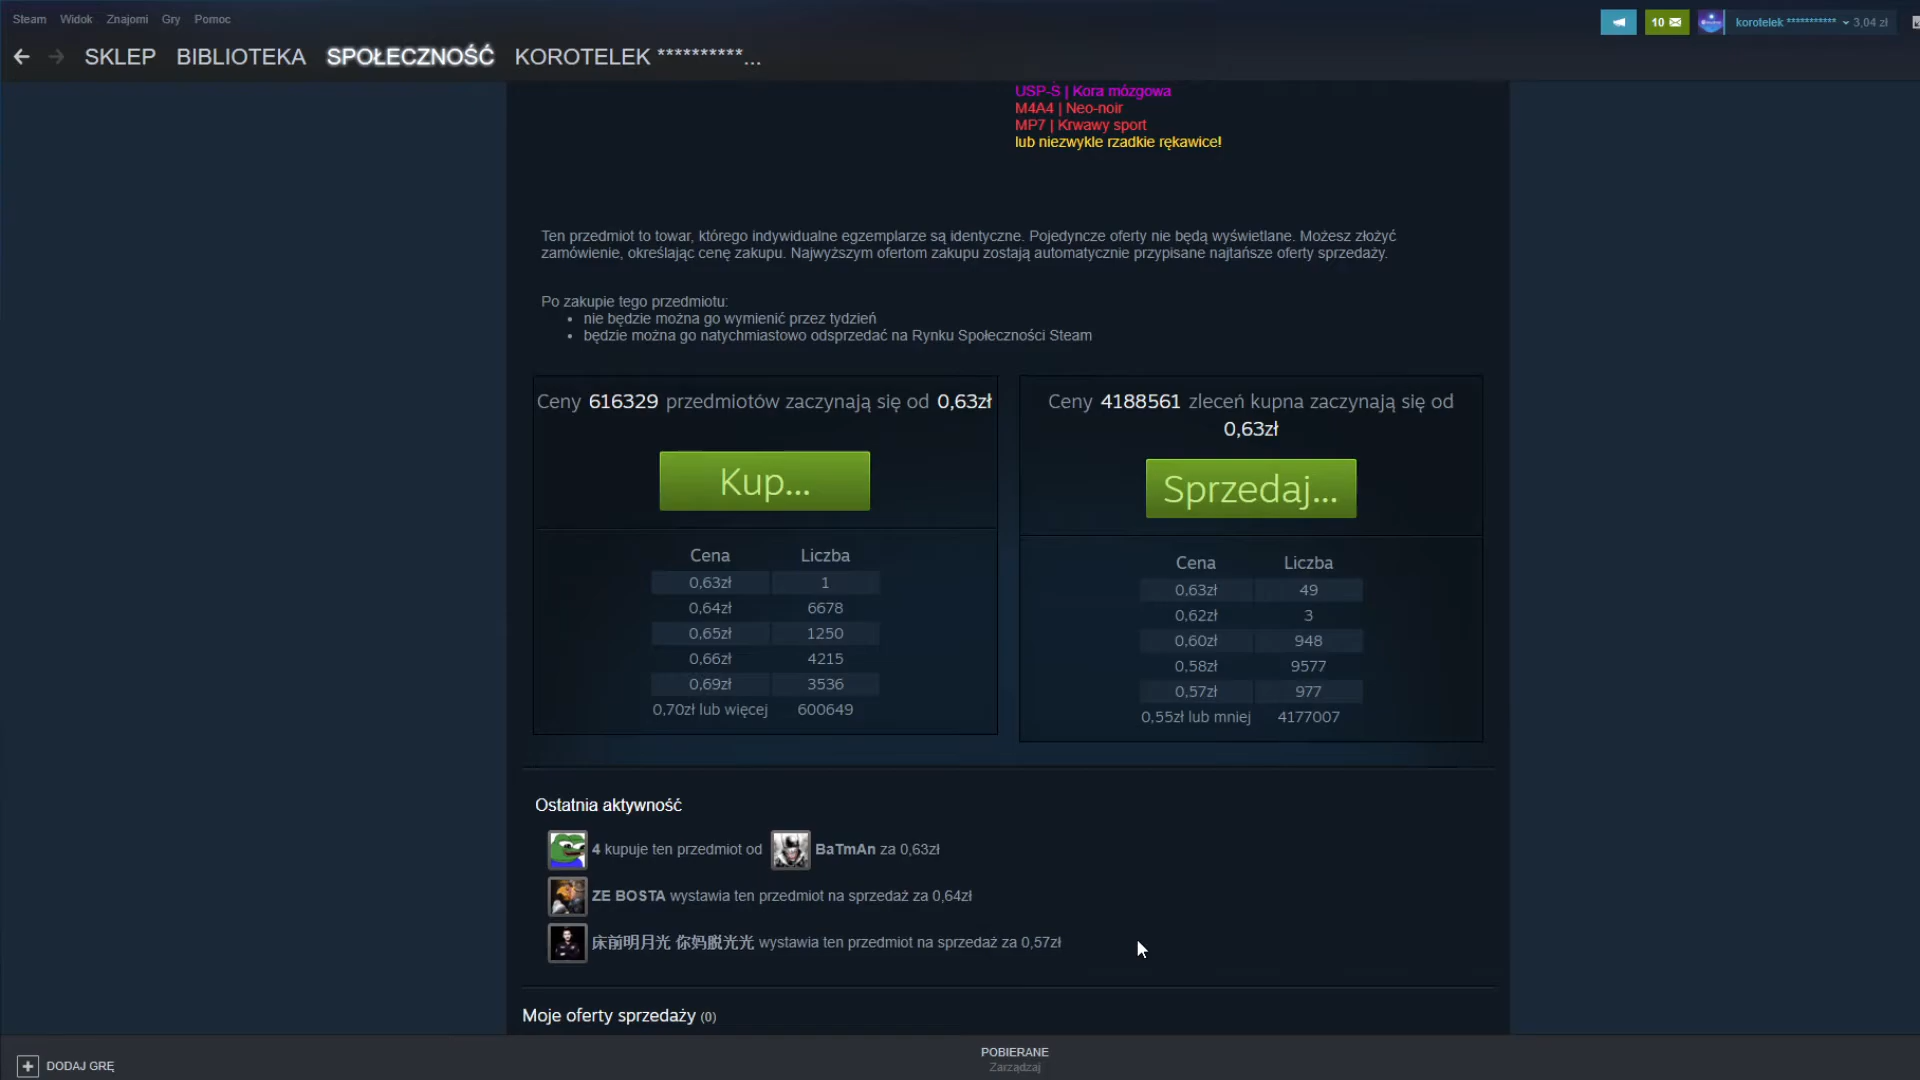 Steam Widok Znajomi Gry Pomoc
10 korotelek *********** 3,04 zł
SKLEP BIBLIOTEKA SPOŁECZNOŚĆ KOROTELEK **********...
USP-S | Kora mózgowa
M4A4 | Neo-noir
MP7 | Krwawy sport
lub niezwykle rzadkie rękawice!
Ten przedmiot to towar, którego indywidualne egzemplarze są identyczne. Pojedyncze oferty nie będą wyświetlane. Możesz złożyć
zamówienie, określając cenę zakupu. Najwyższym ofertom zakupu zostają automatycznie przypisane najtańsze oferty sprzedaży.
Po zakupie tego przedmiotu:
• nie będzie można go wymienić przez tydzień
• będzie można go natychmiastowo odsprzedać na Rynku Społeczności Steam
Ceny 616329 przedmiotów zaczynają się od 0,63zł
Kup...
Cena Liczba
0,63zł 1
0,64zł 6678
0,65zł 1250
0,66zł 4215
0,69zł 3536
0,70zł lub więcej 600649
Ceny 4188561 zleceń kupna zaczynają się od
0,63zł
Sprzedaj...
Cena Liczba
0,63zł 49
0,62zł 3
0,60zł 948
0,58zł 9577
0,57zł 977
0,55zł lub mniej 4177007
Ostatnia aktywność
4 kupuje ten przedmiot od BaTmAn za 0,63zł
ZE BOSTA wystawia ten przedmiot na sprzedaż za 0,64zł
床前明月光 你妈脱光光 wystawia ten przedmiot na sprzedaż za 0,57zł
Moje oferty sprzedaży (0)
DODAJ GRĘ
POBIERANE
Zarządzaj